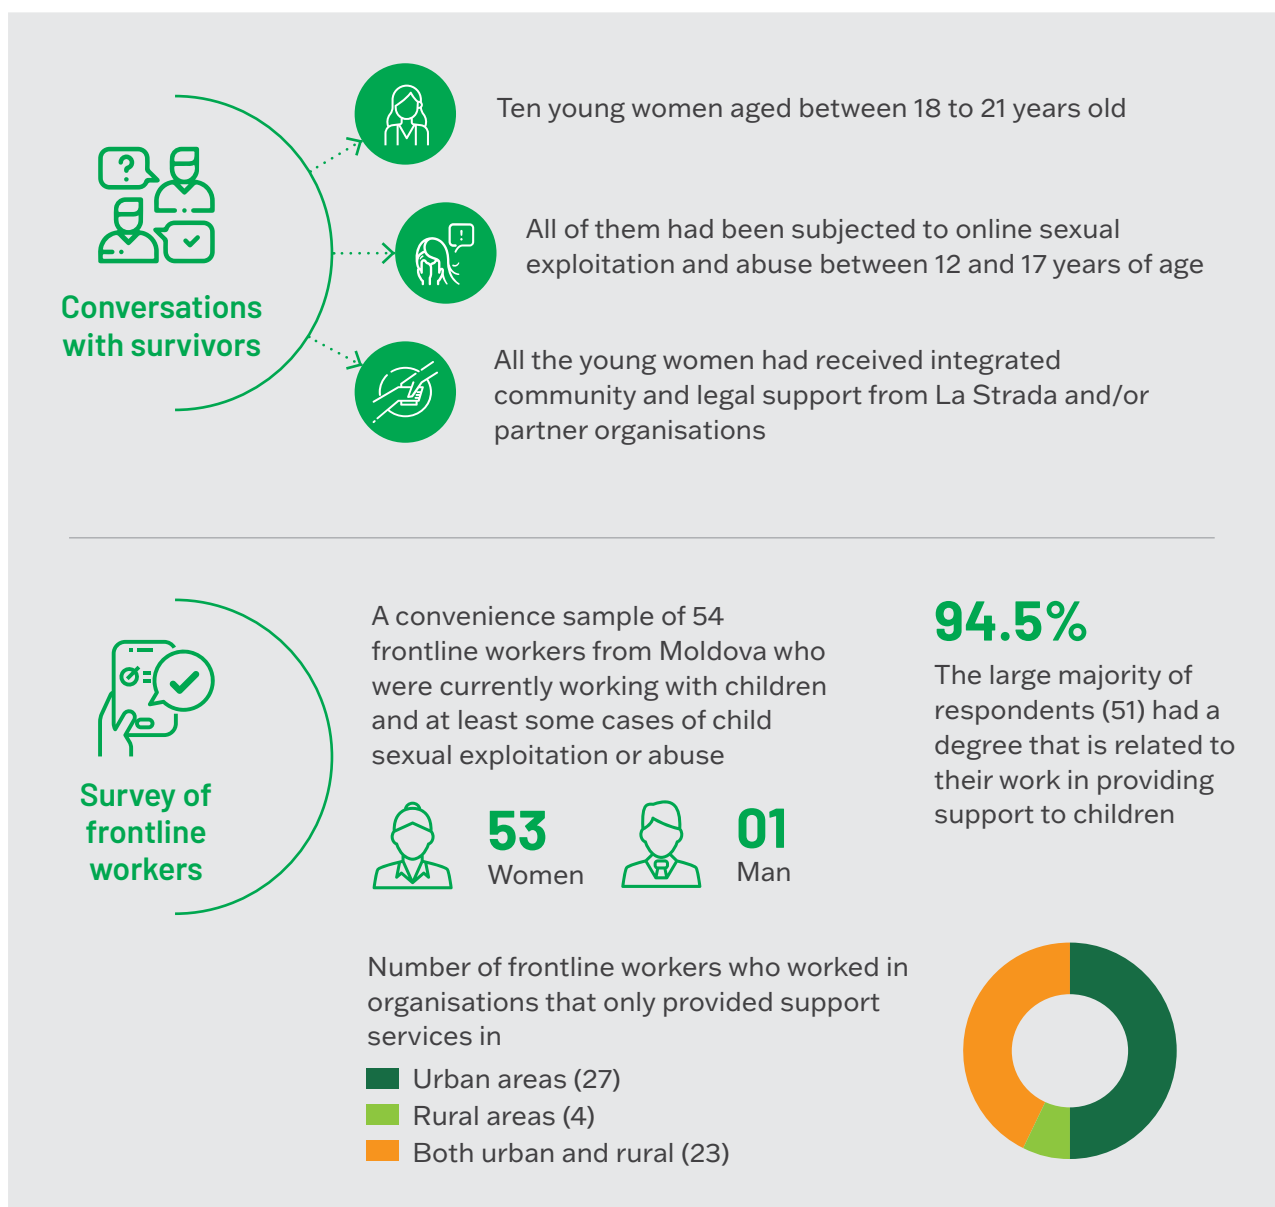 Conversations
with survivors
Ten young women aged between 18 to 21 years old
All of them had been subjected to online sexual
exploitation and abuse between 12 and 17 years of age
All the young women had received integrated
community and legal support from La Strada and/or
partner organisations
Survey of
frontline
workers
A convenience sample of 54
frontline workers from Moldova who
were currently working with children
and at least some cases of child
sexual exploitation or abuse
53
Women
01
Man
94.5%
The large majority of
respondents (51) had a
degree that is related to
their work in providing
support to children
Number of frontline workers who worked in
organisations that only provided support
services in
Urban areas (27)
Rural areas (4)
Both urban and rural (23)